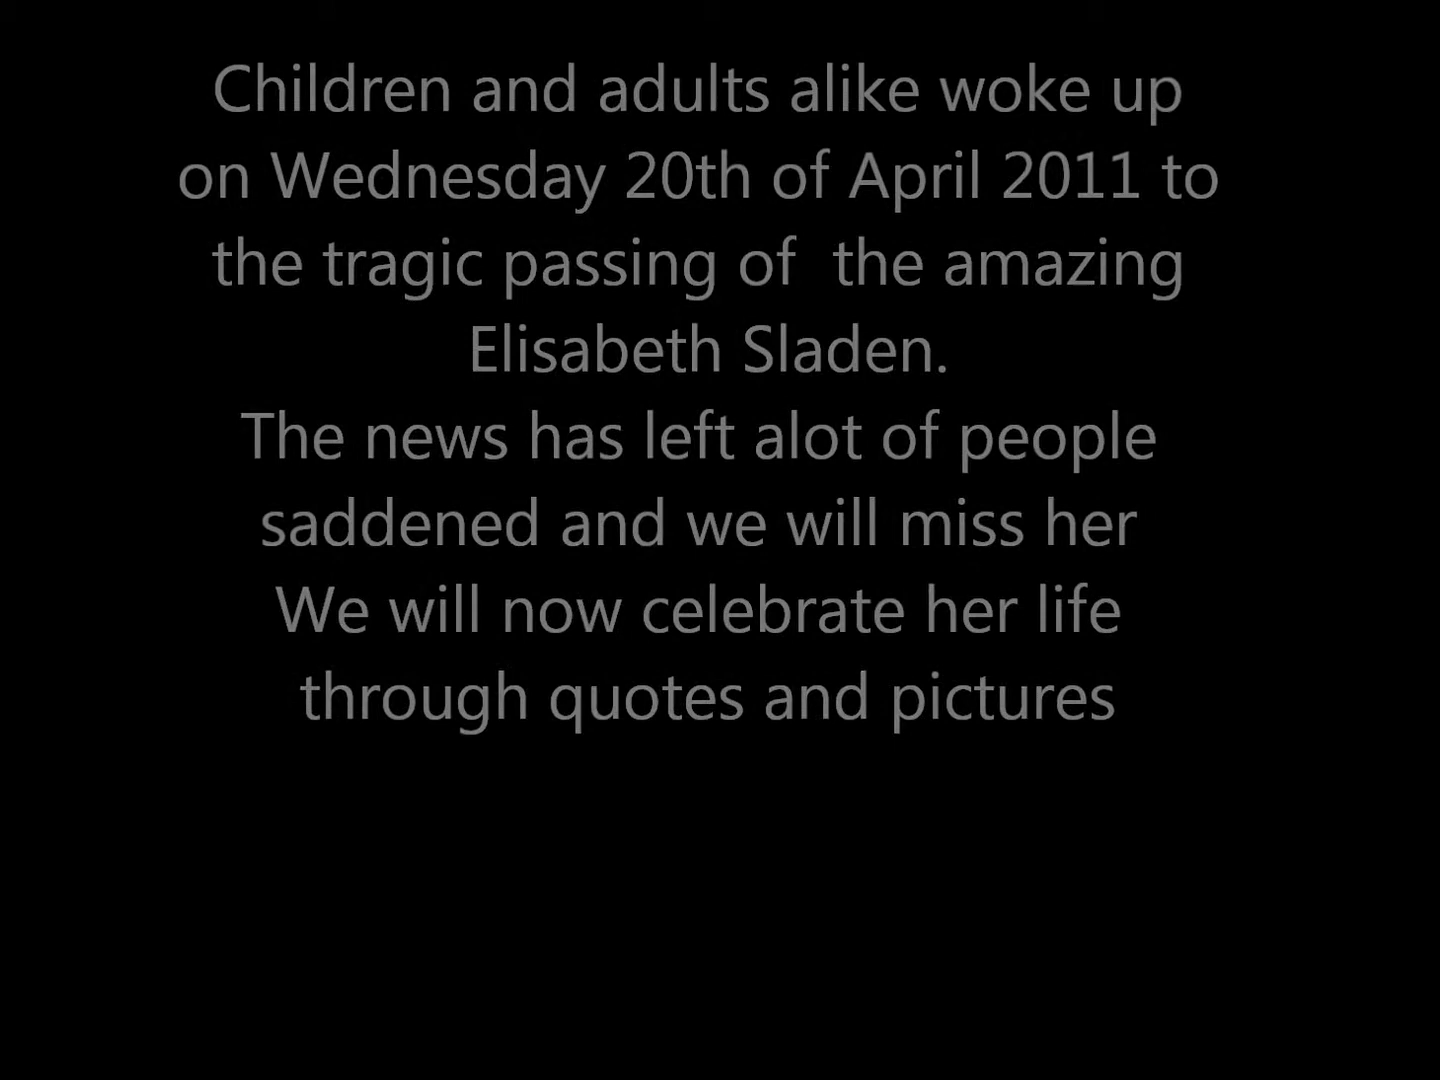 Children and adults alike woke up
on Wednesday 20th of April 2011 to
the tragic passing of  the amazing
Elisabeth Sladen.
The news has left alot of people
saddened and we will miss her
We will now celebrate her life
through quotes and pictures